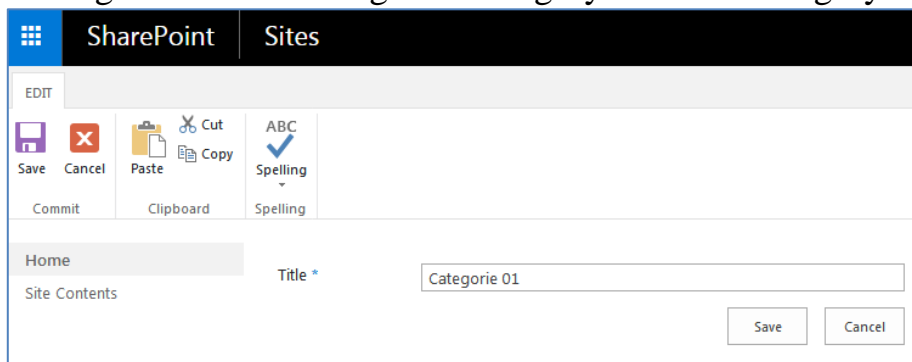 SharePoint Sites
EDIT
Cut
Copy
ABC
Save Cancel Paste Spelling
Commit Clipboard Spelling
Home
Site Contents
Title * Categorie 01
Save Cancel